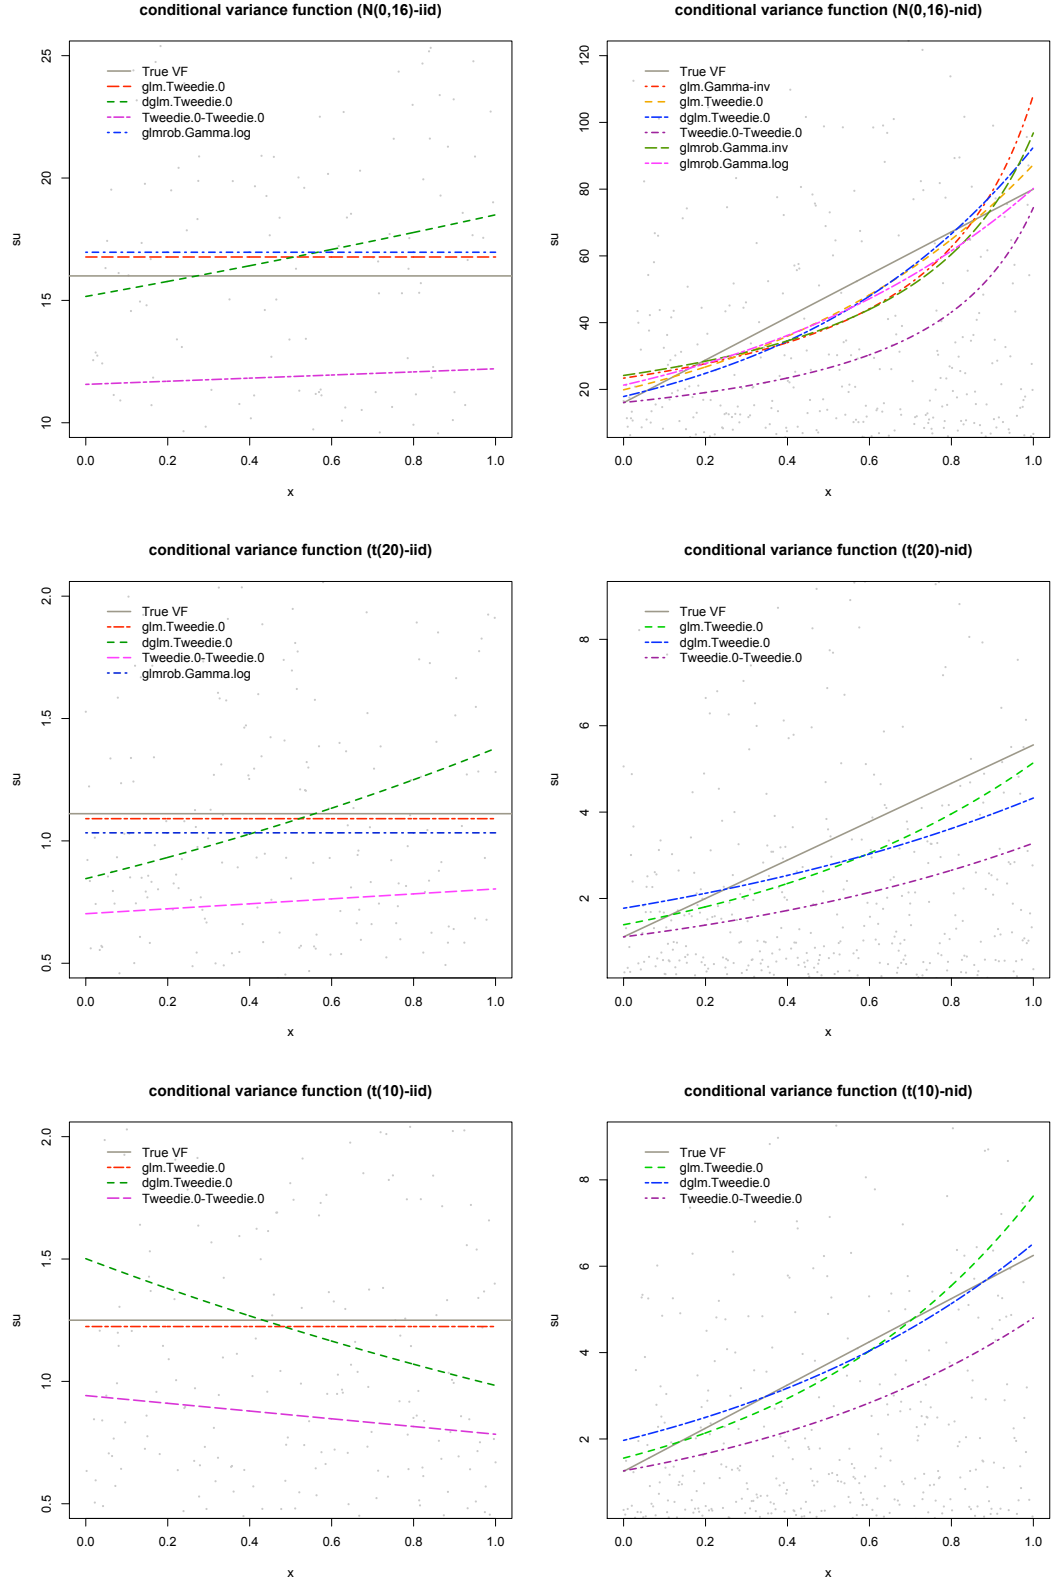 conditional variance function (N(0,16)-iid)
25
20
15
10
su
True VF
glm.Tweedie.0
dglm.Tweedie.0
Tweedie.0-Tweedie.0
glmrob.Gamma.log
0.0 0.2 0.4 0.6 0.8 1.0
x
conditional variance function (N(0,16)-nid)
120
100
80
60
40
20
su
True VF
glm.Gamma-inv
glm.Tweedie.0
dglm.Tweedie.0
Tweedie.0-Tweedie.0
glmrob.Gamma.inv
glmrob.Gamma.log
0.0 0.2 0.4 0.6 0.8 1.0
x
conditional variance function (t(20)-iid)
2.0
1.5
1.0
0.5
su
True VF
glm.Tweedie.0
dglm.Tweedie.0
Tweedie.0-Tweedie.0
glmrob.Gamma.log
0.0 0.2 0.4 0.6 0.8 1.0
x
conditional variance function (t(20)-nid)
8
6
4
2
su
True VF
glm.Tweedie.0
dglm.Tweedie.0
Tweedie.0-Tweedie.0
0.0 0.2 0.4 0.6 0.8 1.0
x
conditional variance function (t(10)-iid)
2.0
1.5
1.0
0.5
su
True VF
glm.Tweedie.0
dglm.Tweedie.0
Tweedie.0-Tweedie.0
0.0 0.2 0.4 0.6 0.8 1.0
x
conditional variance function (t(10)-nid)
8
6
4
2
su
True VF
glm.Tweedie.0
dglm.Tweedie.0
Tweedie.0-Tweedie.0
0.0 0.2 0.4 0.6 0.8 1.0
x